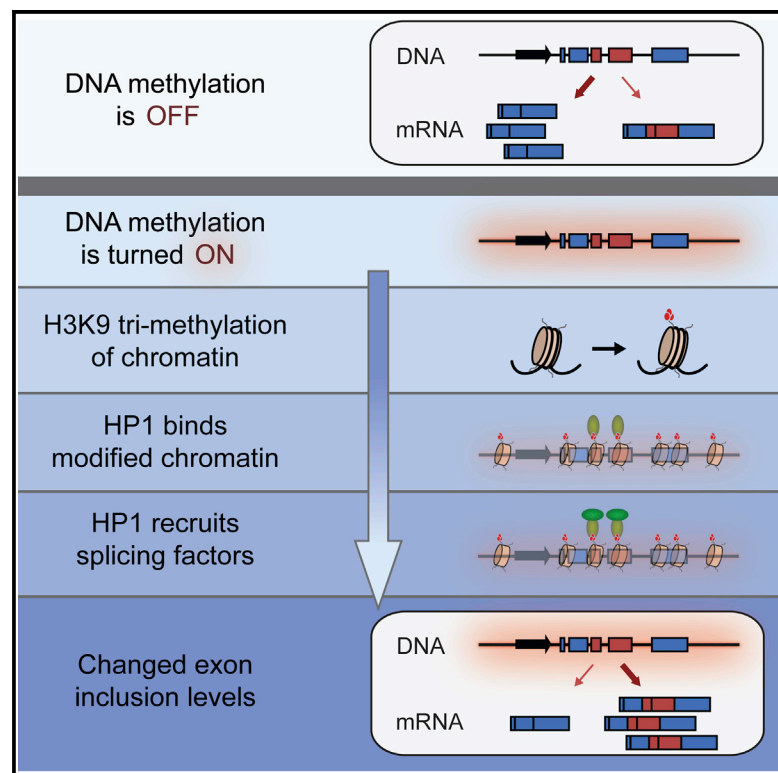 DNA methylation
is OFF
DNA
mRNA
DNA methylation
is turned ON
H3K9 tri-methylation
of chromatin
HP1 binds
modified chromatin
HP1 recruits
splicing factors
Changed exon
inclusion levels
DNA
mRNA